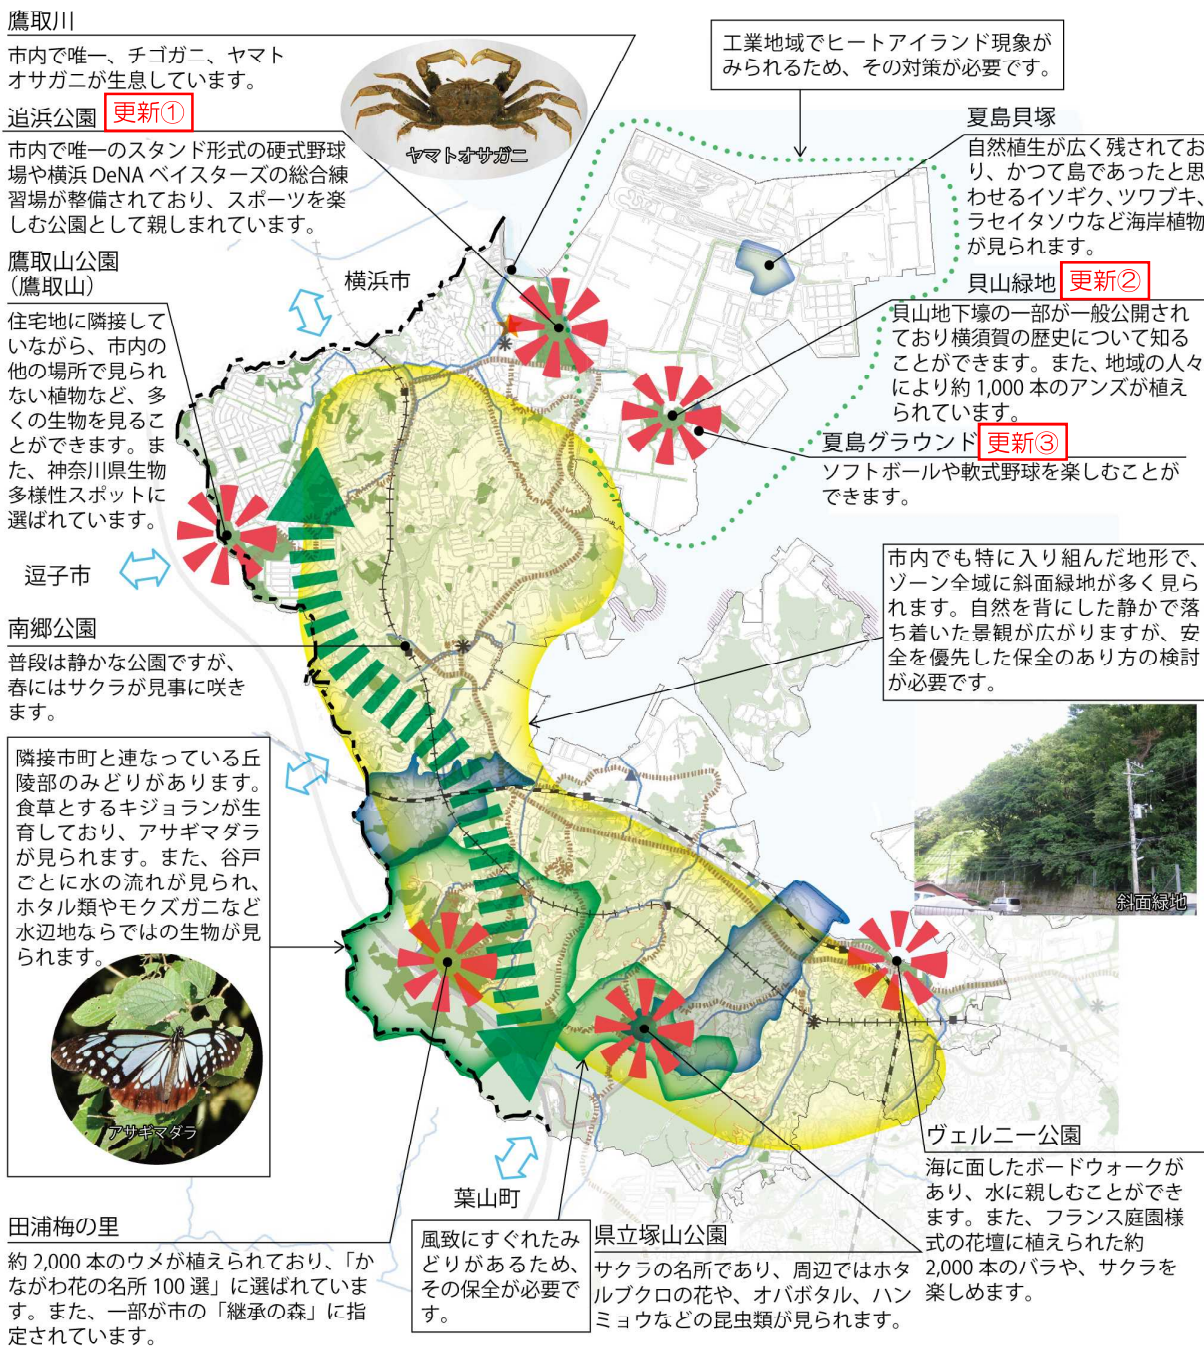 鷹取川
市内で唯一、チゴガニ、ヤマト
オサガニが生息しています。
ヤマトオサガニ
追浜公園 更新①
市内で唯一のスタンド形式の硬式野球
場や横浜 DeNA ベイスターズの総合練
習場が整備されており、スポーツを楽
しむ公園として親しまれています。
工業地域でヒートアイランド現象が
みられるため、その対策が必要です。
夏島貝塚
自然植生が広く残されてお
り、かつて島であったと思
わせるイソギク、ツワブキ、
ラセイタソウなど海岸植物
が見られます。
貝山緑地 更新②
貝山地下壕の一部が一般公開され
ており横須賀の歴史について知る
ことができます。また、地域の人々
により約 1,000 本のアンズが植え
られています。
夏島グラウンド 更新③
ソフトボールや軟式野球を楽しむことが
できます。
鷹取山公園
（鷹取山）
住宅地に隣接して
いながら、市内の
他の場所で見られ
ない植物など、多
くの生物を見るこ
とができます。ま
た、神奈川県生物
多様性スポットに
選ばれています。
横浜市
逗子市
南郷公園
普段は静かな公園ですが、
春にはサクラが見事に咲き
ます。
市内でも特に入り組んだ地形で、
ゾーン全域に斜面緑地が多く見ら
れます。自然を背にした静かで落
ち着いた景観が広がりますが、安
全を優先した保全のあり方の検討
が必要です。
斜面緑地
隣接市町と連なっている丘
陵部のみどりがあります。
食草とするキジョランが生
育しており、アサギマダラ
が見られます。また、谷戸
ごとに水の流れが見られ、
ホタル類やモクズガニなど
水辺地ならではの生物が見
られます。
アサギマダラ
葉山町
田浦梅の里
約 2,000 本のウメが植えられており、「か
ながわ花の名所 100 選」に選ばれていま
す。また、一部が市の「継承の森」に指
定されています。
風致にすぐれたみ
どりがあるため、
その保全が必要で
す。
県立塚山公園
サクラの名所であり、周辺ではホタ
ルブクロの花や、オバボタル、ハン
ミョウなどの昆虫類が見られます。
ヴェルニー公園
海に面したボードウォークが
あり、水に親しむことができ
ます。また、フランス庭園様
式の花壇に植えられた約
2,000 本のバラや、サクラを
楽しめます。